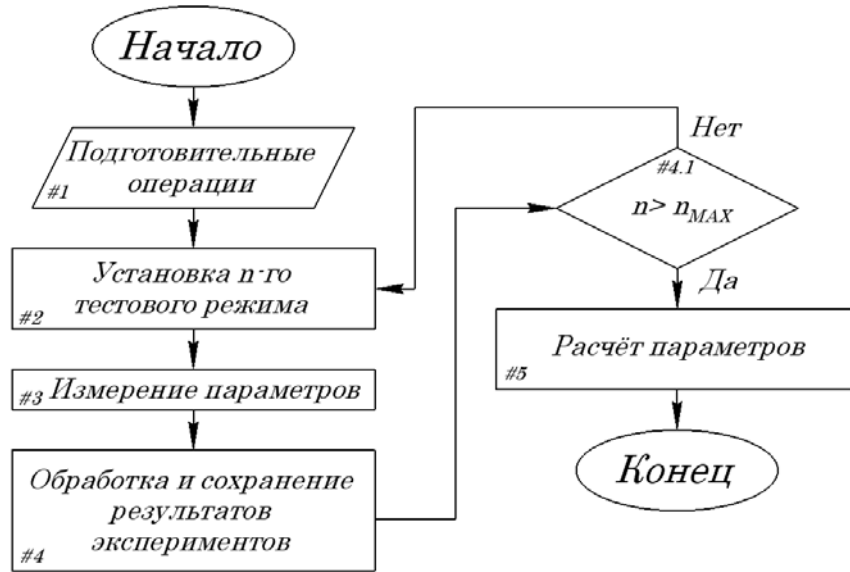 Начало
Подготовительные
операции
#1
Установка n-го
тестового режима
#2
#3 Измерение параметров
Обработка и сохранение
результатов
экспериментов
#4
Нет
#4.1
n> nMAX
Да
Расчёт параметров
#5
Конец